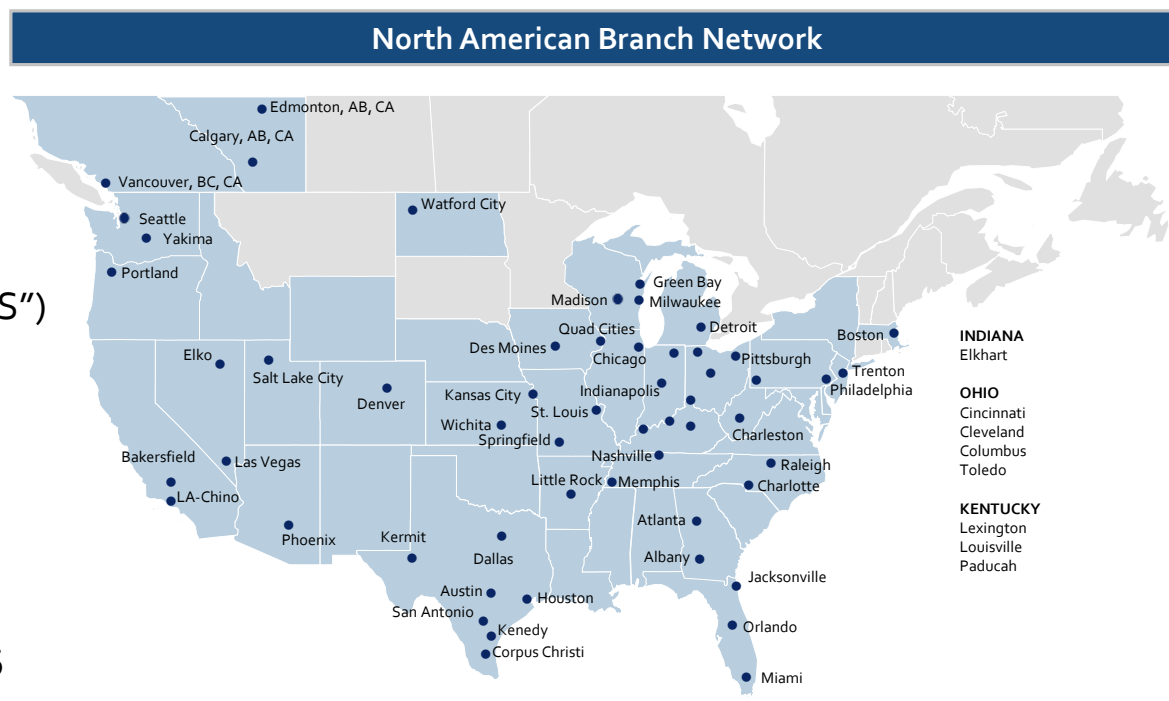 North American Branch Network
Edmonton, AB, CA
Calgary, AB, CA
Vancouver, BC, CA
Watford City
Seattle
Yakima
Portland
S”)
Green Bay
Madison
Milwaukee
Quad Cities
Detroit
Boston
Des Moines
Chicago
Pittsburgh
Elko
Salt Lake City
Trenton
Philadelphia
Denver
Kansas City
Indianapolis
St. Louis
Wichita
Springfield
Charleston
Bakersfield
Las Vegas
Nashville
Raleigh
LA-Chino
Little Rock
Memphis
Charlotte
Phoenix
Kermit
Dallas
Atlanta
Albany
Jacksonville
Austin
Houston
San Antonio
Kenedy
Orlando
Corpus Christi
Miami
INDIANA
Elkhart
OHIO
Cincinnati
Cleveland
Columbus
Toledo
KENTUCKY
Lexington
Louisville
Paducah